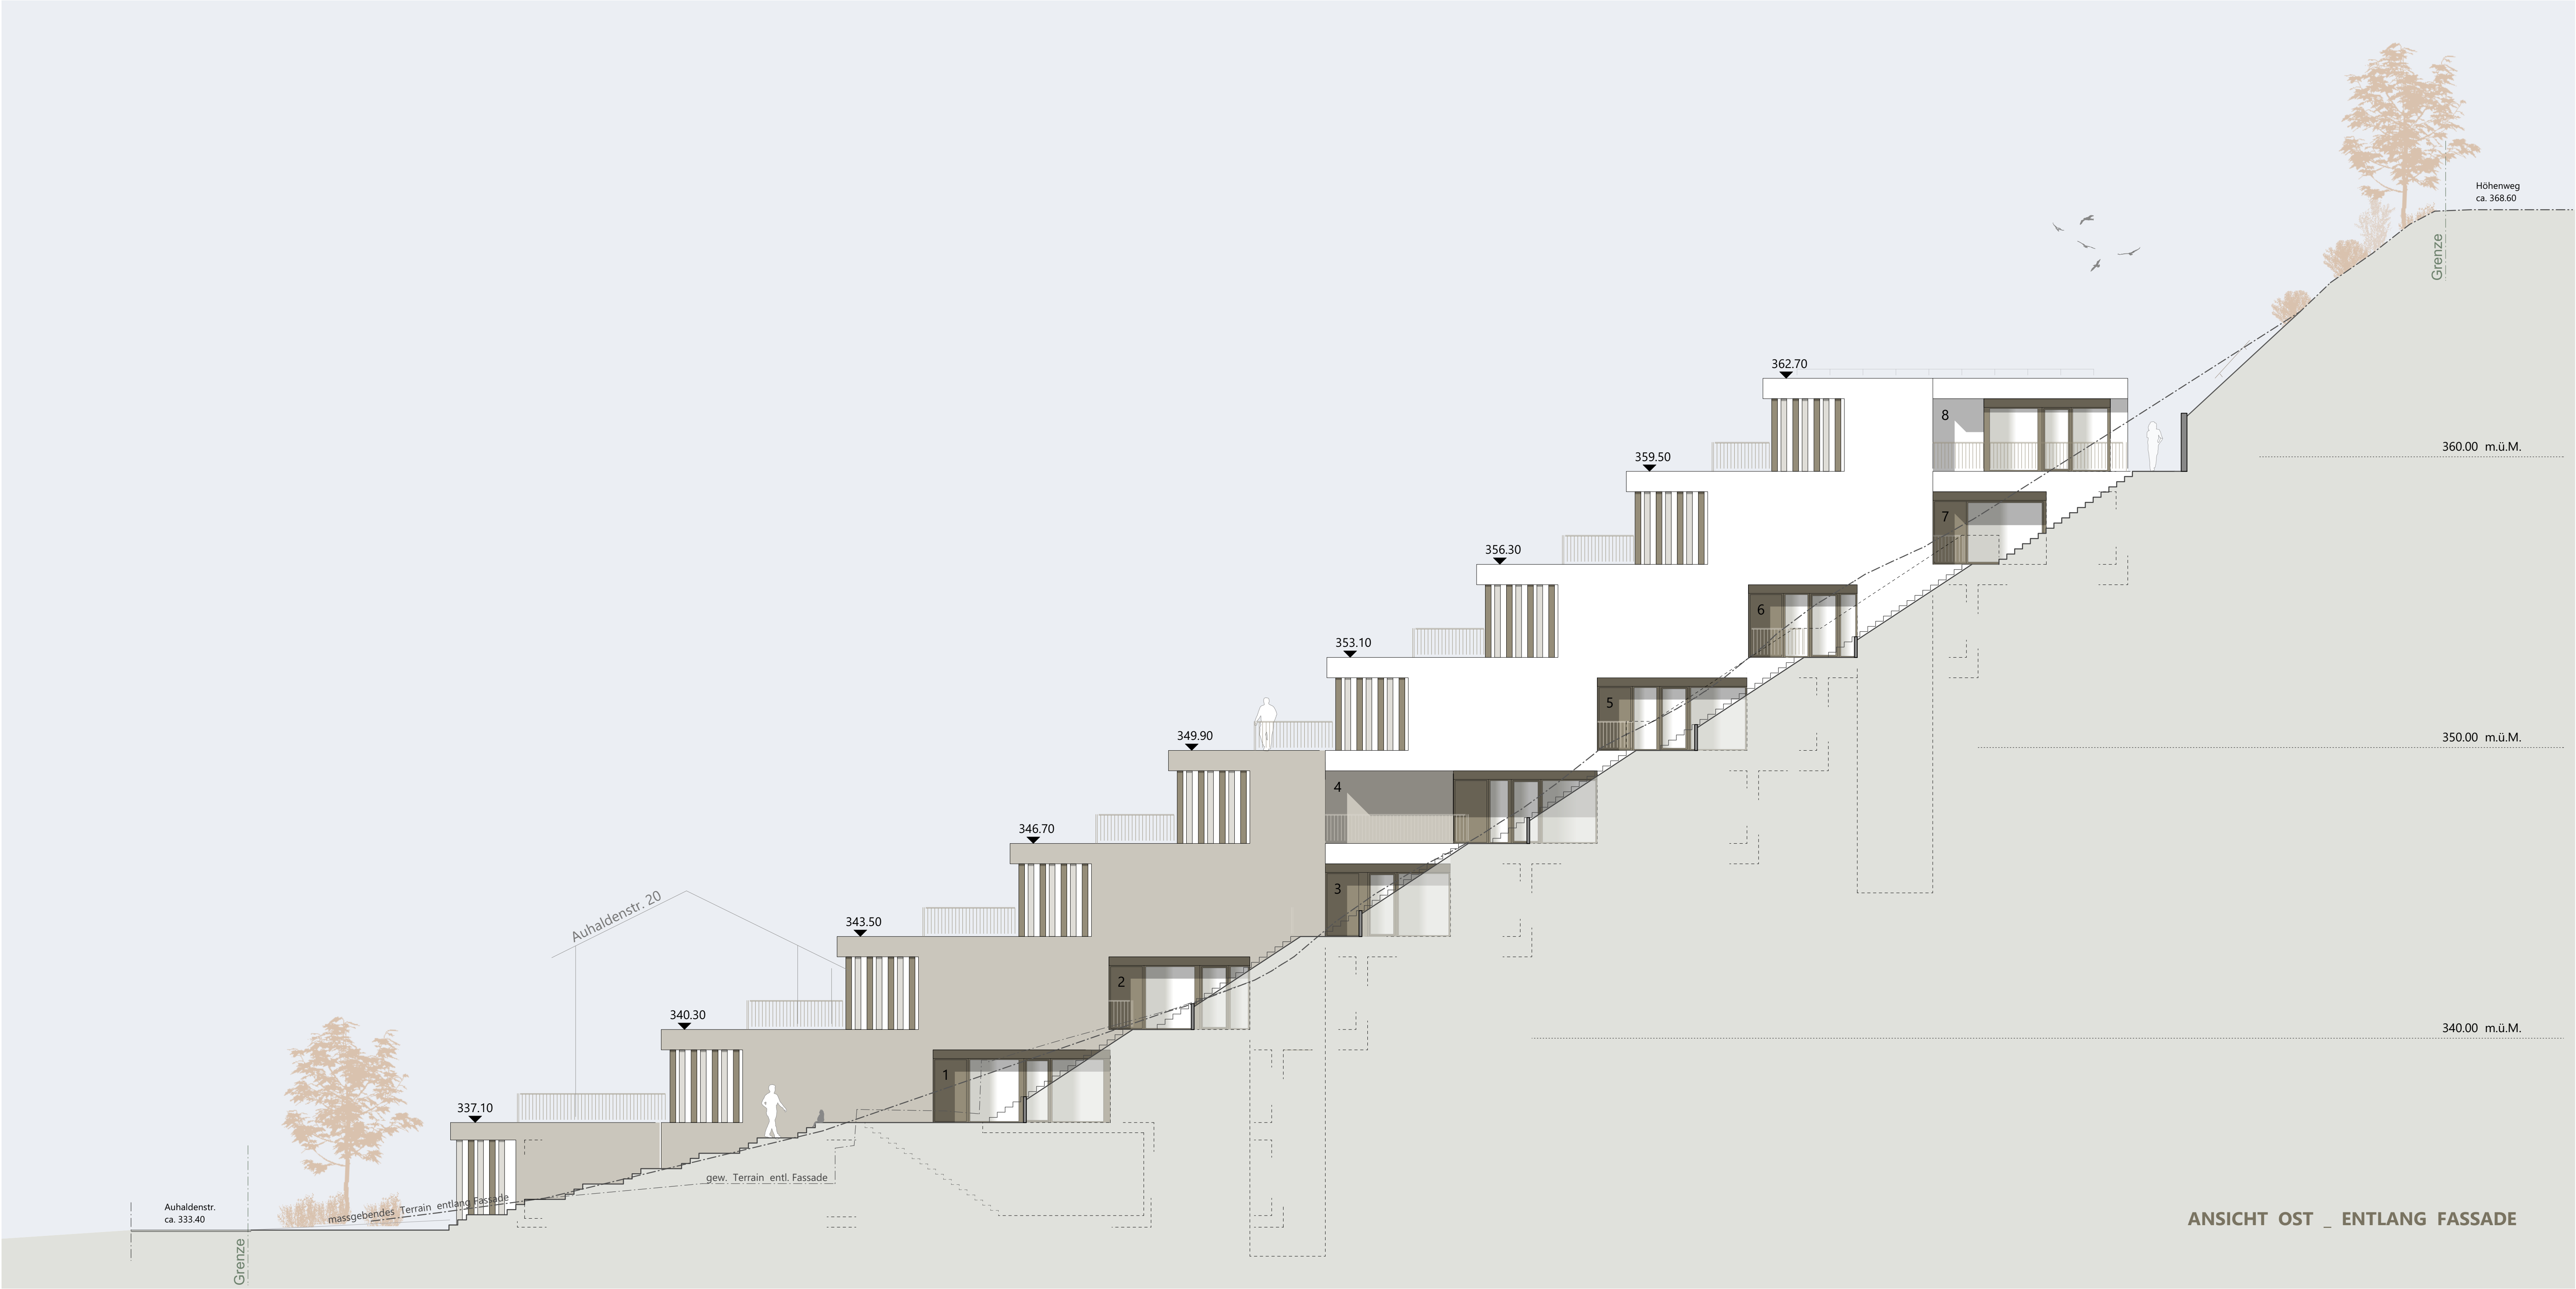 Höhenweg
ca. 368.60
Grenze
362.70
8
360.00 m.ü.M.
359.50
7
356.30
6
353.10
5
350.00 m.ü.M.
349.90
4
346.70
3
Auhaldenstr. 20
343.50
2
340.00 m.ü.M.
340.30
1
337.10
gew. Terrain entl. Fassade
massgebendes Terrain entlang Fassade
Auhaldenstr.
ca. 333.40
Grenze
ANSICHT OST _ ENTLANG FASSADE